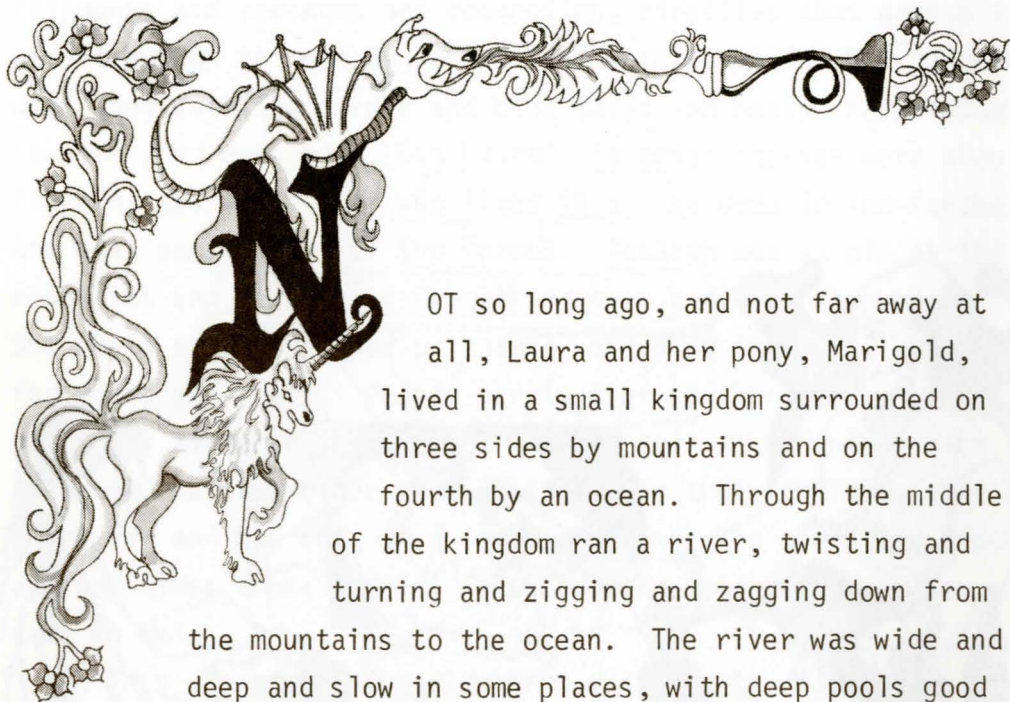 NOT so long ago, and not far away at
all, Laura and her pony, Marigold,
lived in a small kingdom surrounded on
three sides by mountains and on the
fourth by an ocean. Through the middle
of the kingdom ran a river, twisting and
turning and zigging and zagging down from
the mountains to the ocean. The river was wide and
deep and slow in some places, with deep pools good